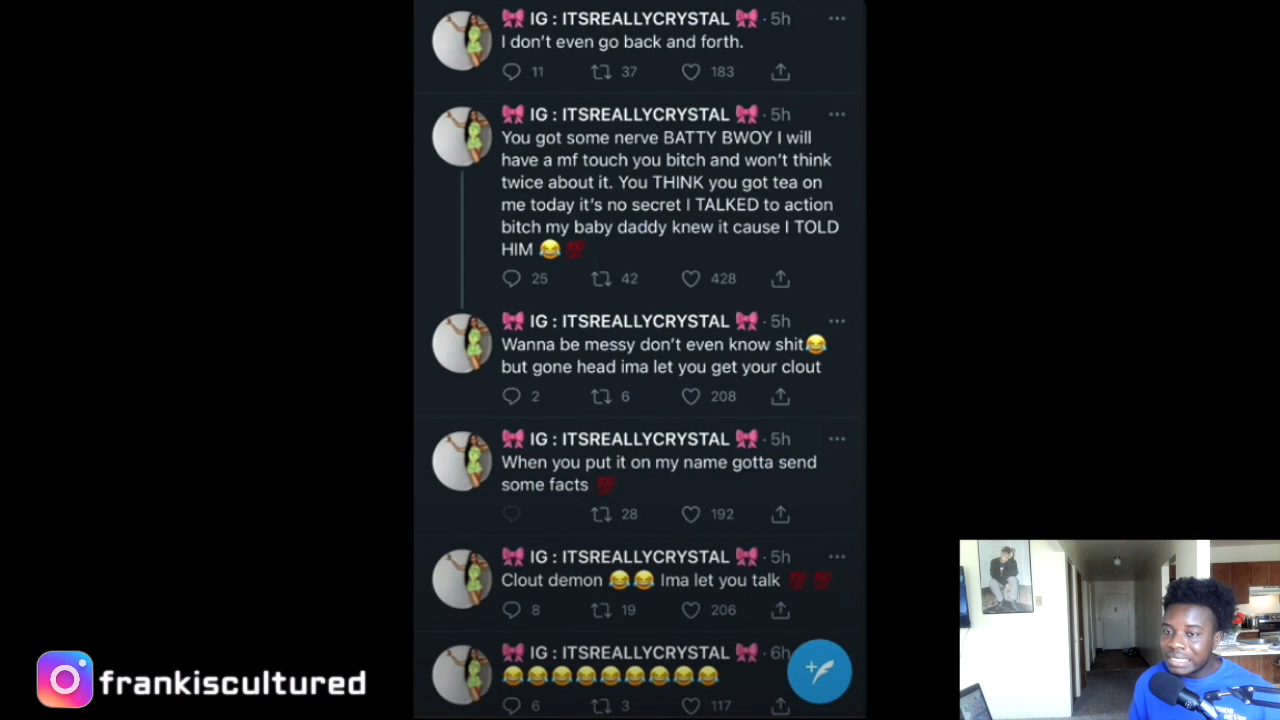 🎀 IG : ITSREALLYCRYSTAL 🎀 · 5h
I don’t even go back and forth.
11 37 183
🎀 IG : ITSREALLYCRYSTAL 🎀 · 5h
You got some nerve BATTY BWOY I will
have a mf touch you bitch and won’t think
twice about it. You THINK you got tea on
me today it’s no secret I TALKED to action
bitch my baby daddy knew it cause I TOLD
HIM 😂 💯
25 42 428
🎀 IG : ITSREALLYCRYSTAL 🎀 · 5h
Wanna be messy don’t even know shit😂
but gone head ima let you get your clout
2 6 208
🎀 IG : ITSREALLYCRYSTAL 🎀 · 5h
When you put it on my name gotta send
some facts 💯
28 192
🎀 IG : ITSREALLYCRYSTAL 🎀 · 5h
Clout demon 😂😂 Ima let you talk 💯💯
8 19 206
🎀 IG : ITSREALLYCRYSTAL 🎀 · 6h
😂😂😂😂😂😂😂😂😂
6 3 117
frankiscultured